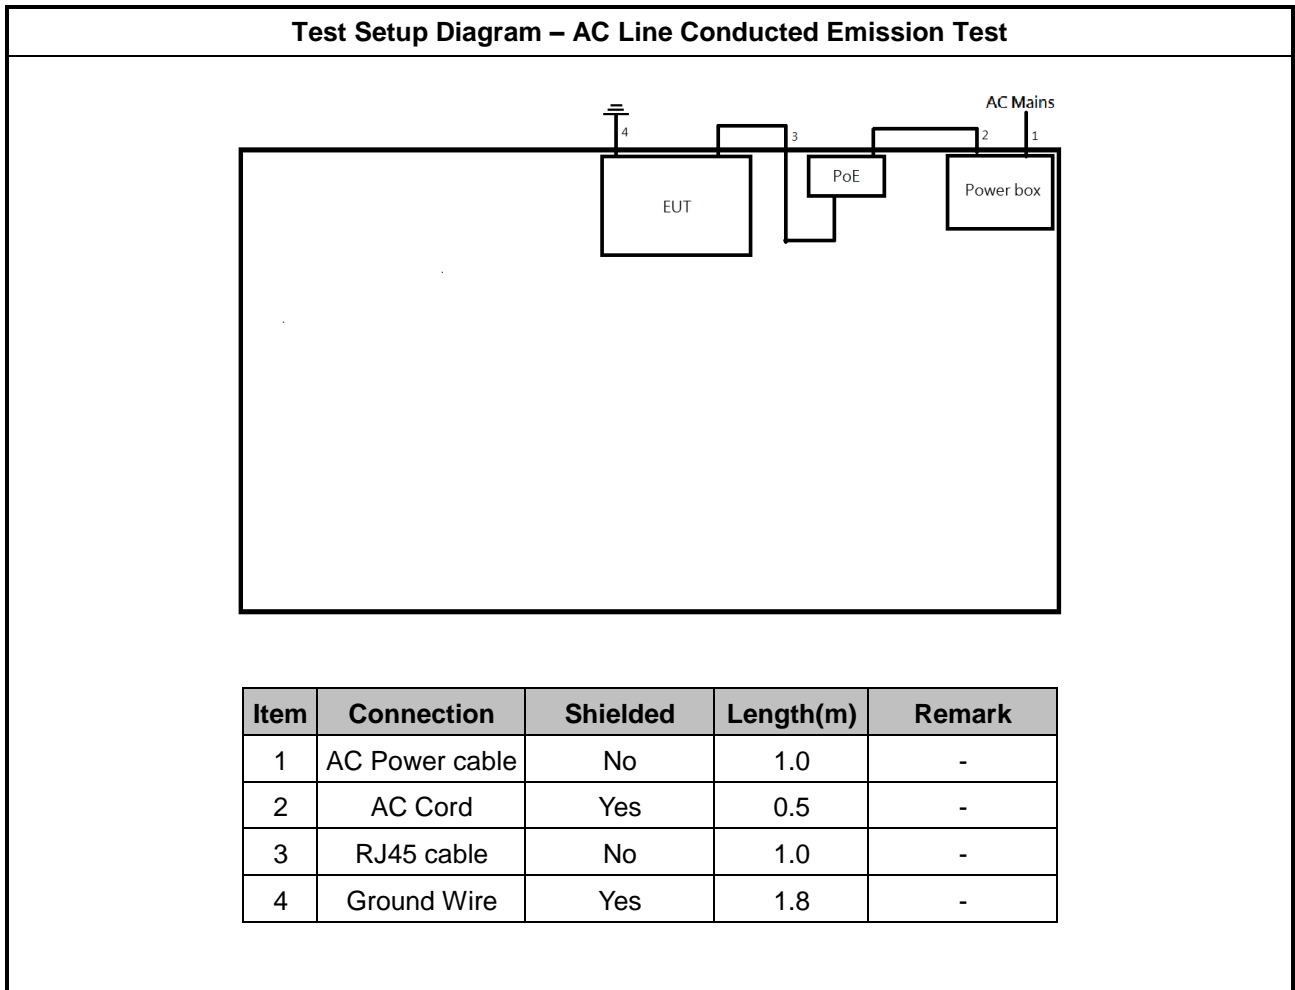 Test Setup Diagram – AC Line Conducted Emission Test
AC Mains
4
3
2
1
EUT
PoE
Power box
Item Connection Shielded Length(m) Remark
1 AC Power cable No 1.0 -
2 AC Cord Yes 0.5 -
3 RJ45 cable No 1.0 -
4 Ground Wire Yes 1.8 -